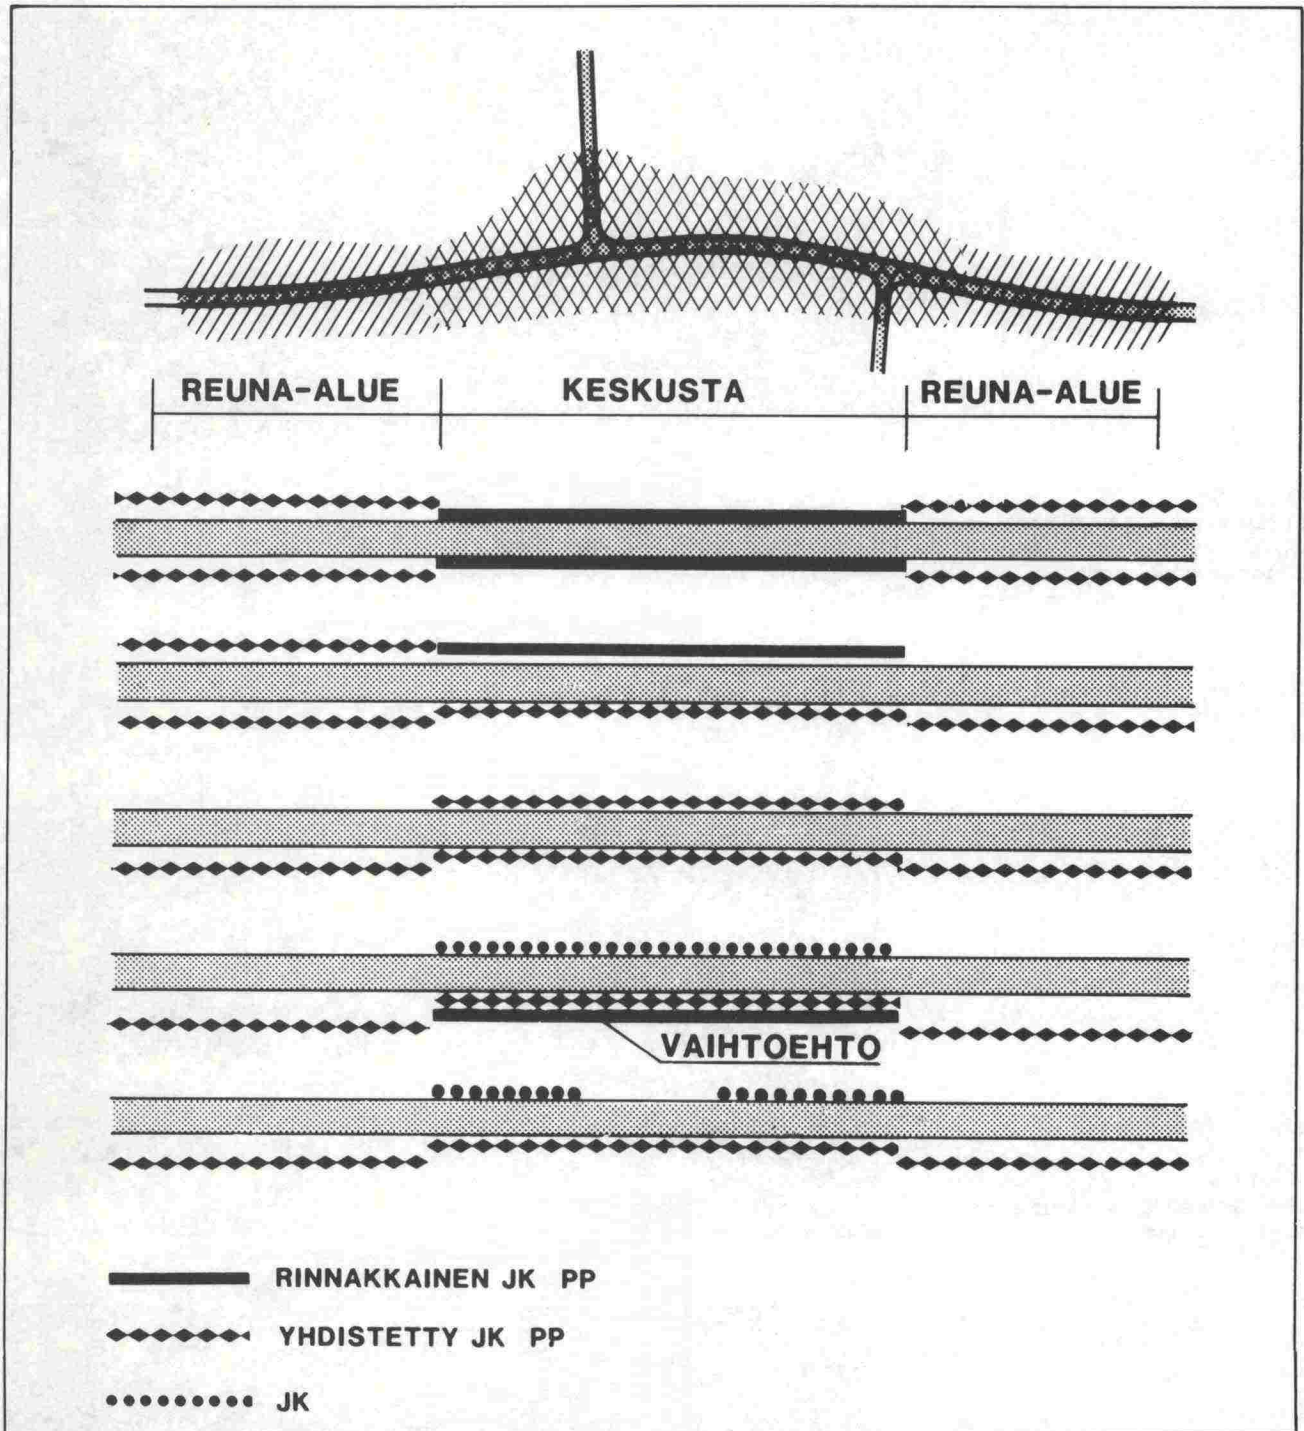 REUNA-ALUE KESKUSTA REUNA-ALUE
VAIHTOEHTO
RINNAKKAINEN JK PP
YHDISTETTY JK PP
JK